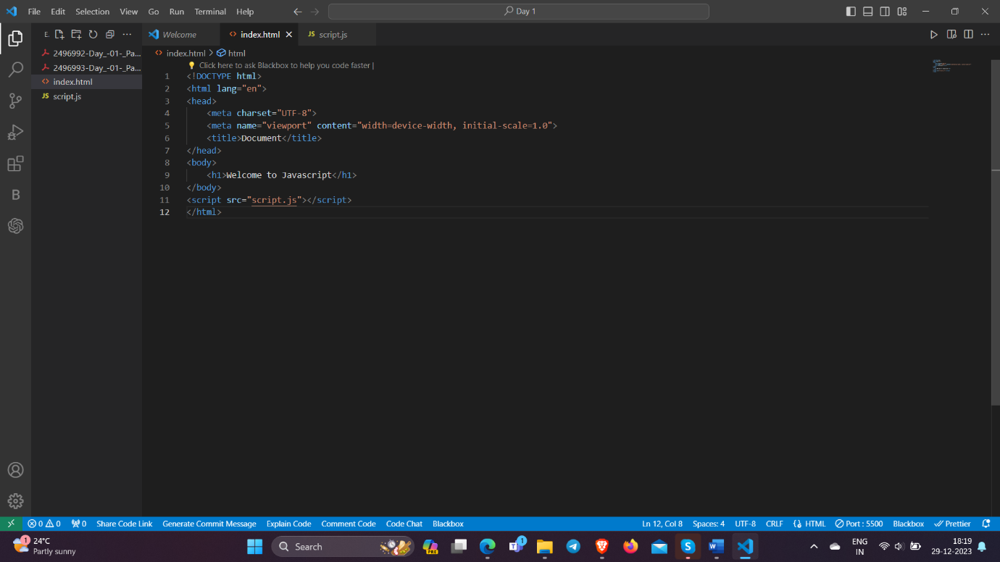 File Edit Selection View Go Run Terminal Help
Day 1
E.
Welcome
index.html
JS script.js
2496992-Day_-01-_Pa...
2496993-Day_-01-_Pa...
index.html
JS script.js
index.html > html
Click here to ask Blackbox to help you code faster |
1 <!DOCTYPE html>
2 <html lang="en">
3 <head>
4 <meta charset="UTF-8">
5 <meta name="viewport" content="width=device-width, initial-scale=1.0">
6 <title>Document</title>
7 </head>
8 <body>
9 <h1>Welcome to Javascript</h1>
10 </body>
11 <script src="script.js"></script>
12 </html>
B
0 0 0 Share Code Link Generate Commit Message Explain Code Comment Code Code Chat Blackbox
Ln 12, Col 8 Spaces: 4 UTF-8 CRLF HTML Port : 5500 Blackbox Prettier
1
24°C
Partly sunny
Search
PRE
T
1
S
W
ENG
IN
18:19
29-12-2023